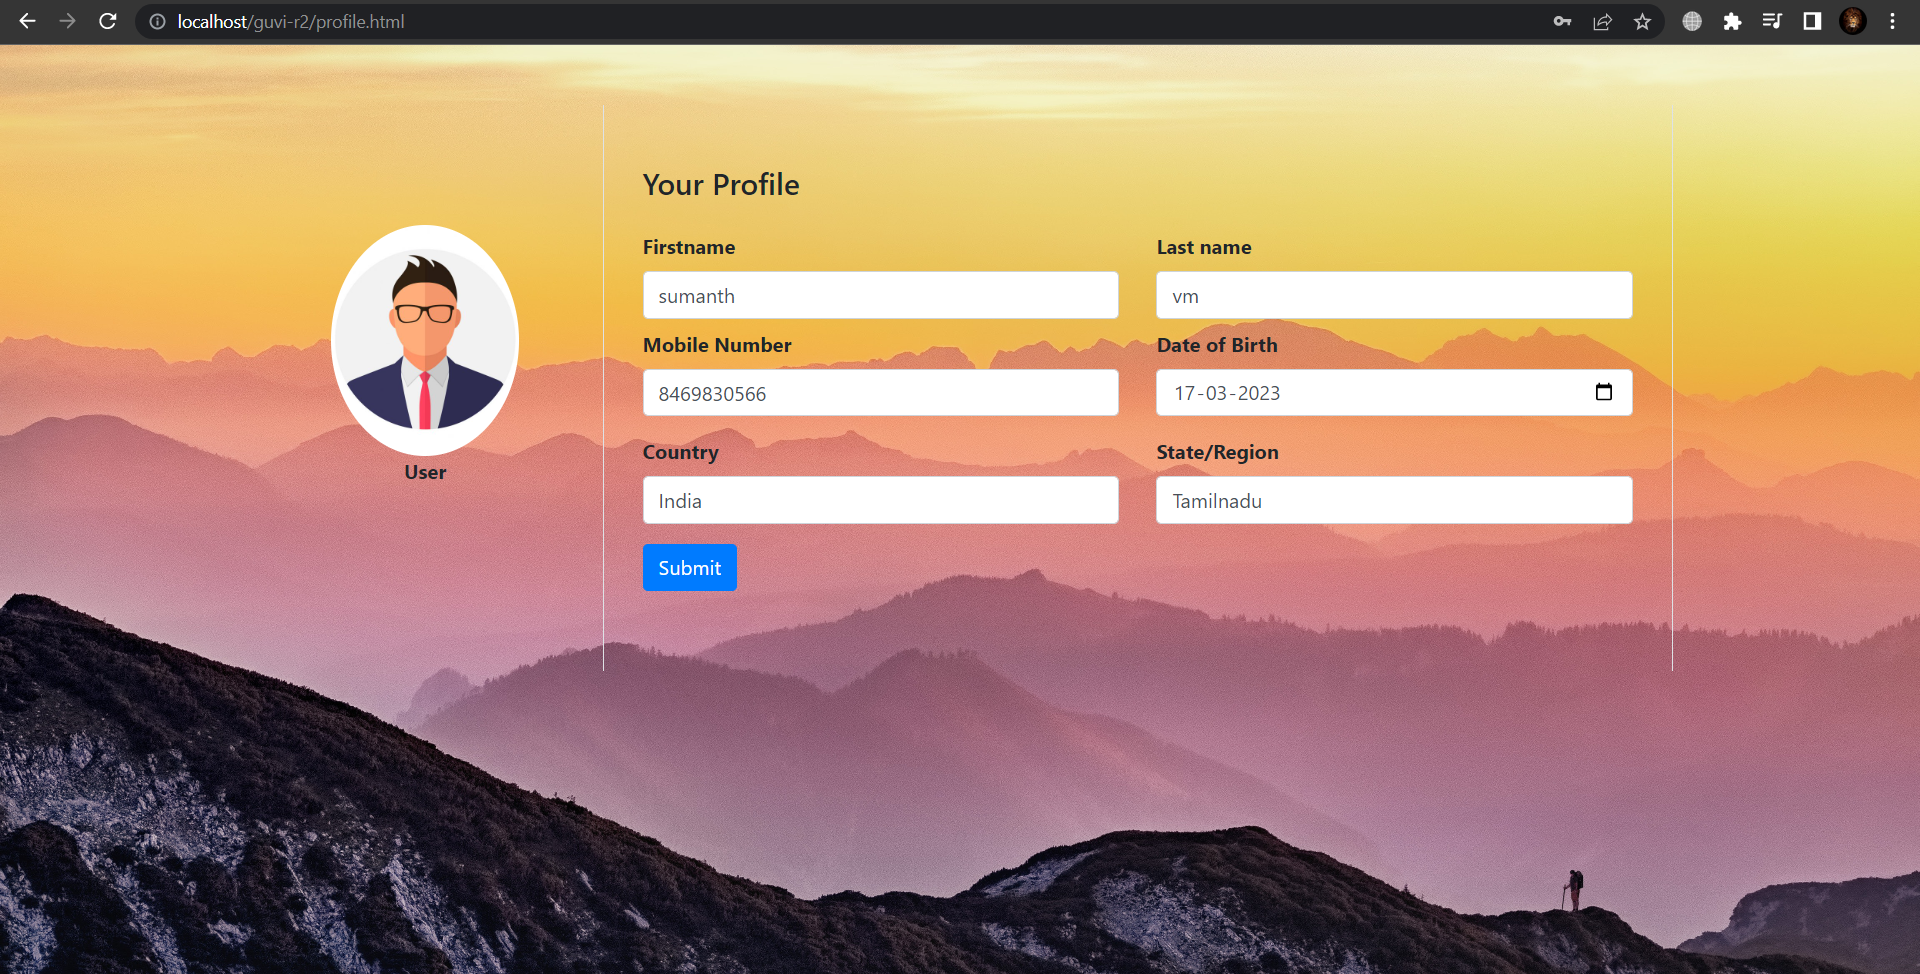 localhost/guvi-r2/profile.html
Your Profile
Firstname
Last name
sumanth
vm
Mobile Number
Date of Birth
8469830566
17-03-2023
User
Country
State/Region
India
Tamilnadu
Submit